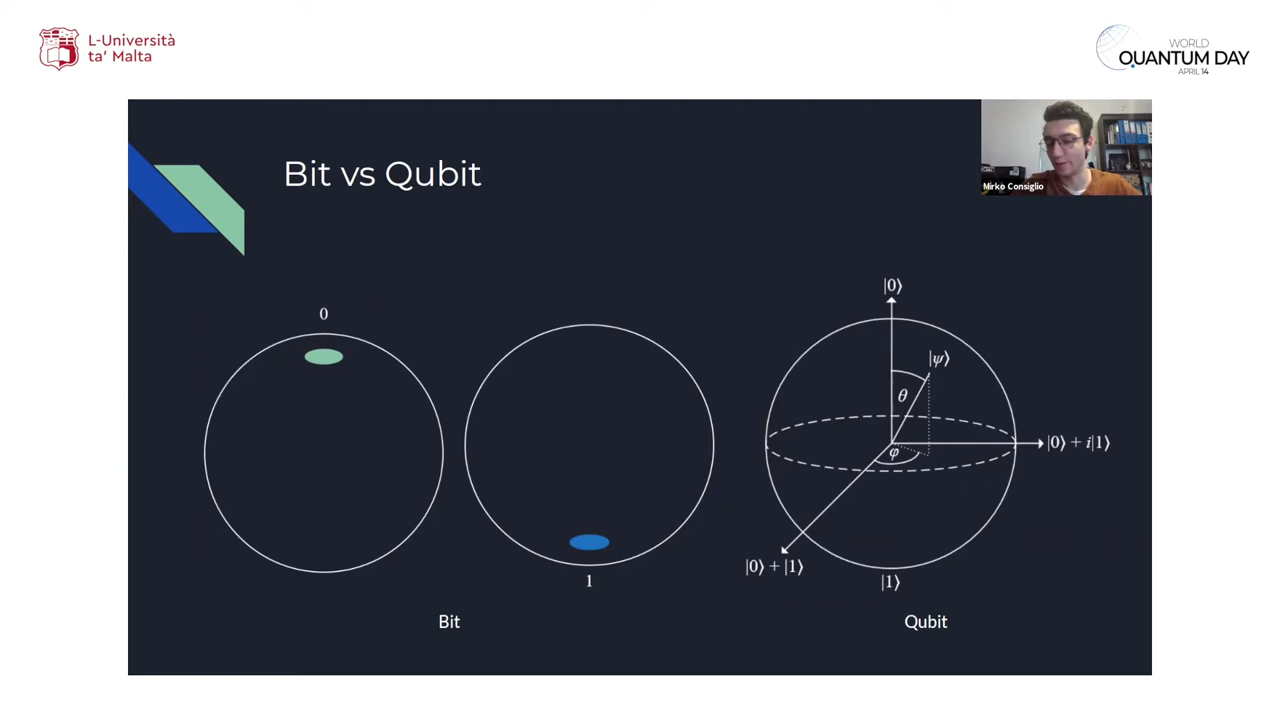 L-Università
ta' Malta
WORLD
QUANTUM DAY
APRIL 14
Mirko Consiglio
Bit vs Qubit
0
1
Bit
|0⟩
|ψ⟩
θ
φ
|0⟩ + i|1⟩
|0⟩ + |1⟩
|1⟩
Qubit